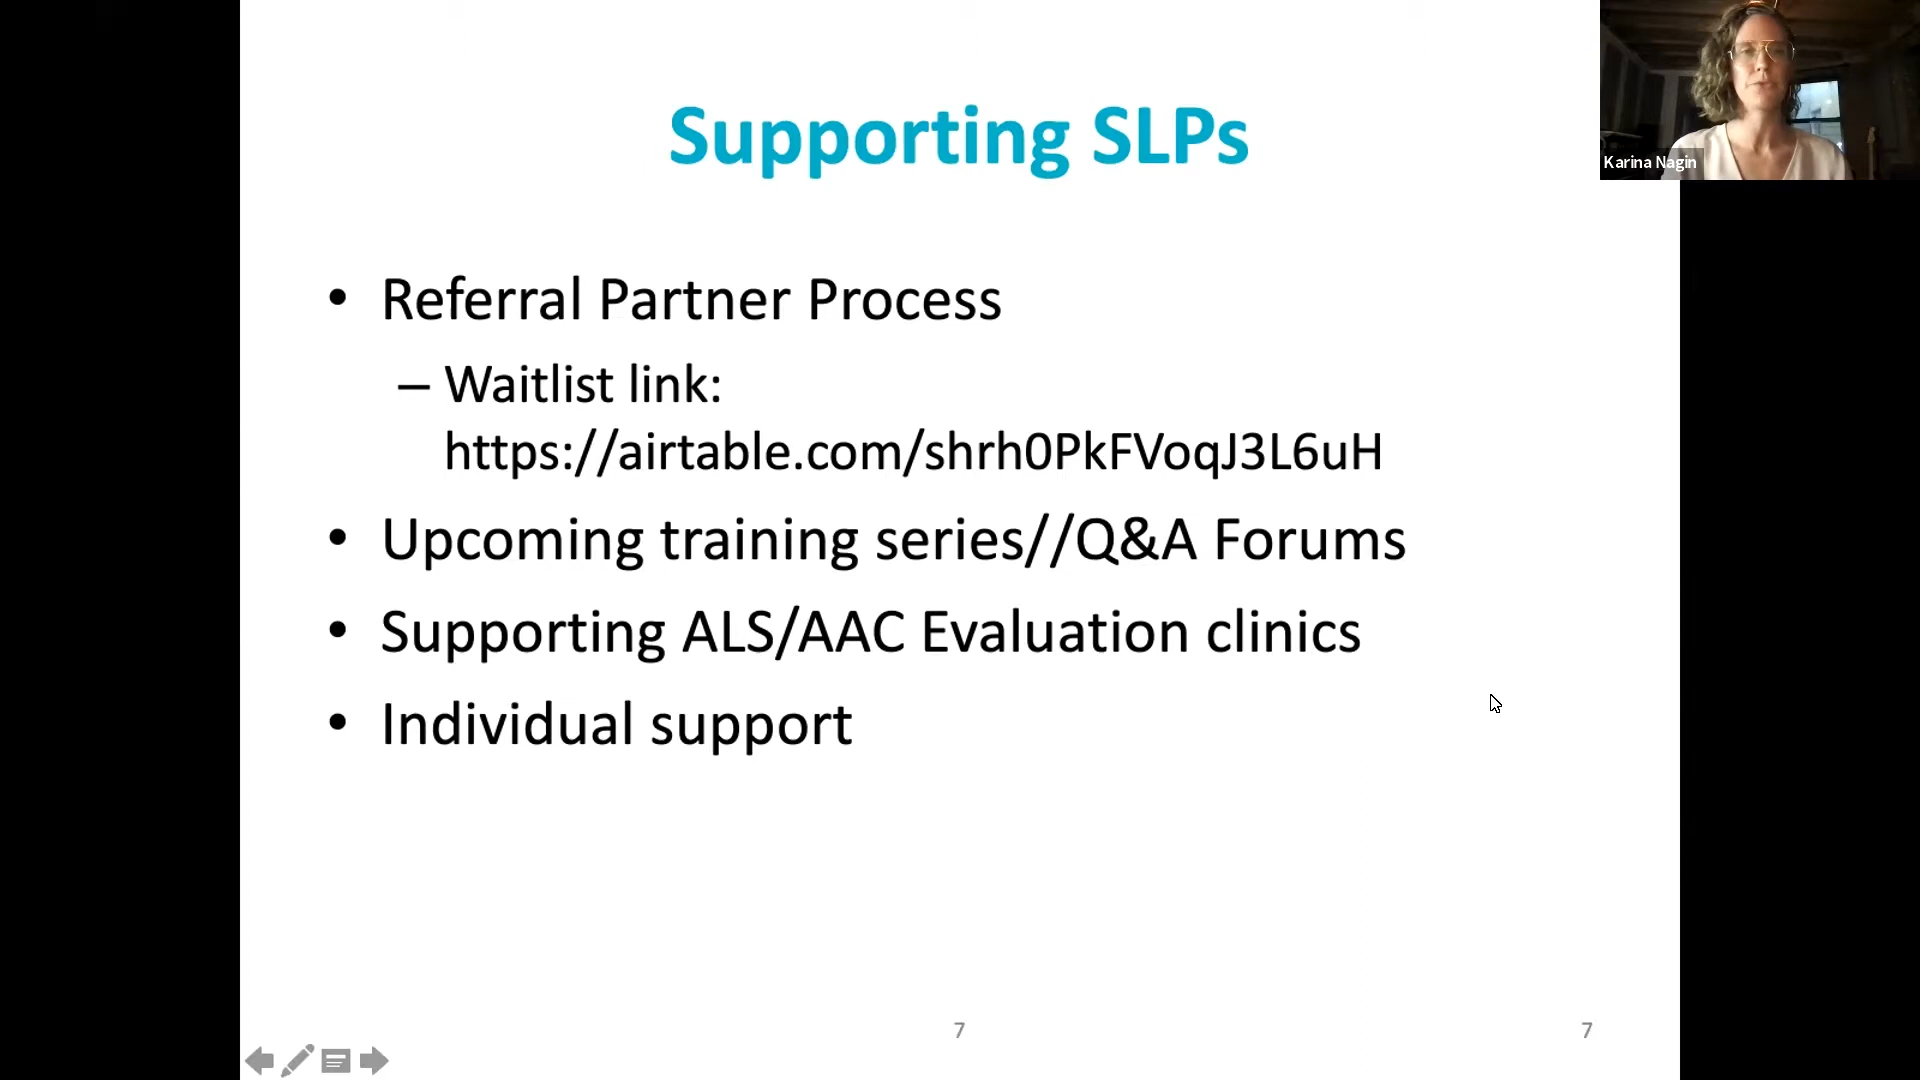 Supporting SLPs
Karina Nagin
• Referral Partner Process
– Waitlist link:
https://airtable.com/shrh0PkFVoqJ3L6uH
• Upcoming training series//Q&A Forums
• Supporting ALS/AAC Evaluation clinics
• Individual support
7
7